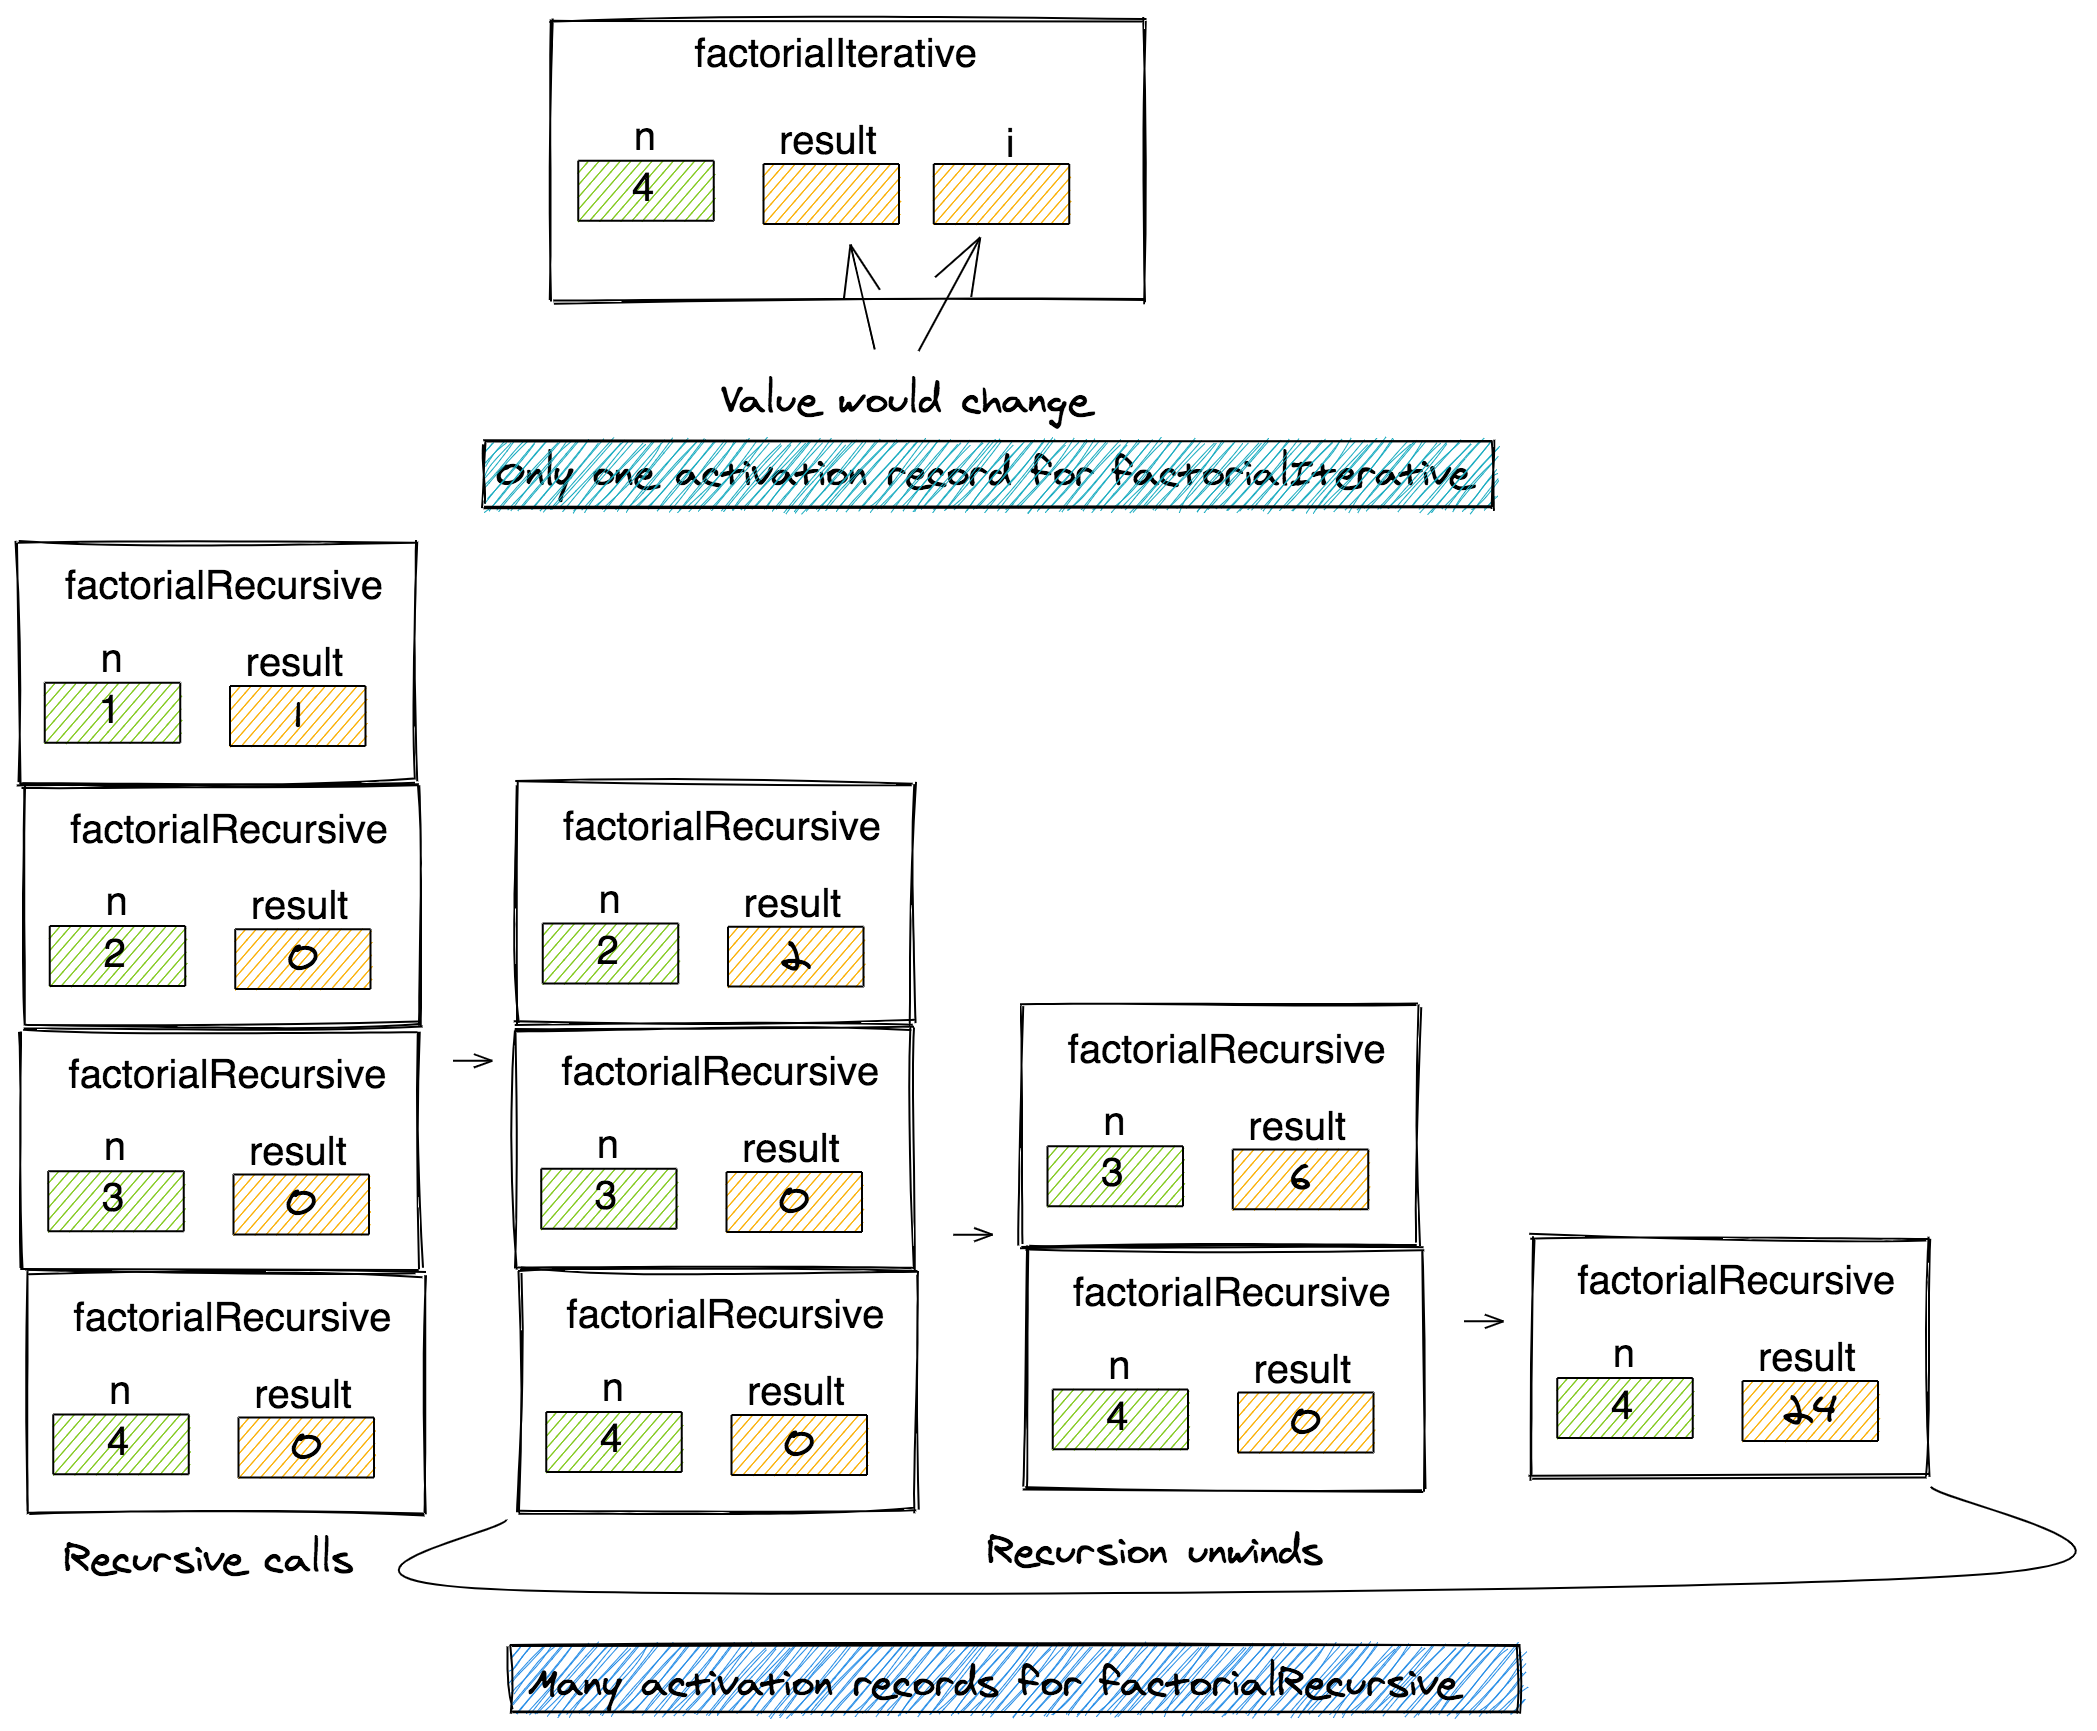 factorialIterative
n result i
4
Value would change
Only one activation record for factorialIterative
factorialRecursive
n result
1 1
factorialRecursive
n result
2 0
factorialRecursive
n result
3 0
factorialRecursive
n result
4 0
Recursive calls
factorialRecursive
n result
2 2
factorialRecursive
n result
3 0
factorialRecursive
n result
4 0
factorialRecursive
n result
3 6
factorialRecursive
n result
4 0
factorialRecursive
n result
4 24
Recursion unwinds
Many activation records for factorialRecursive